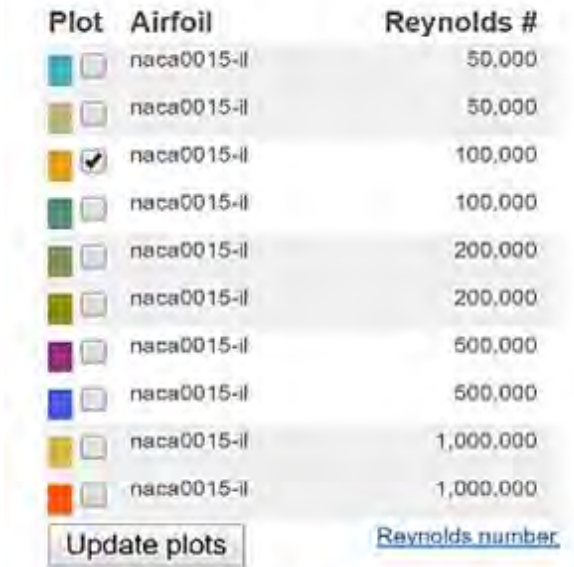 Plot Airfoil Reynolds #
naca0015-il 50,000
naca0015-il 50,000
naca0015-il 100,000
naca0015-il 100,000
naca0015-il 200,000
naca0015-il 200,000
naca0015-il 500,000
naca0015-il 500,000
naca0015-il 1,000,000
naca0015-il 1,000,000
Update plots Reynolds number